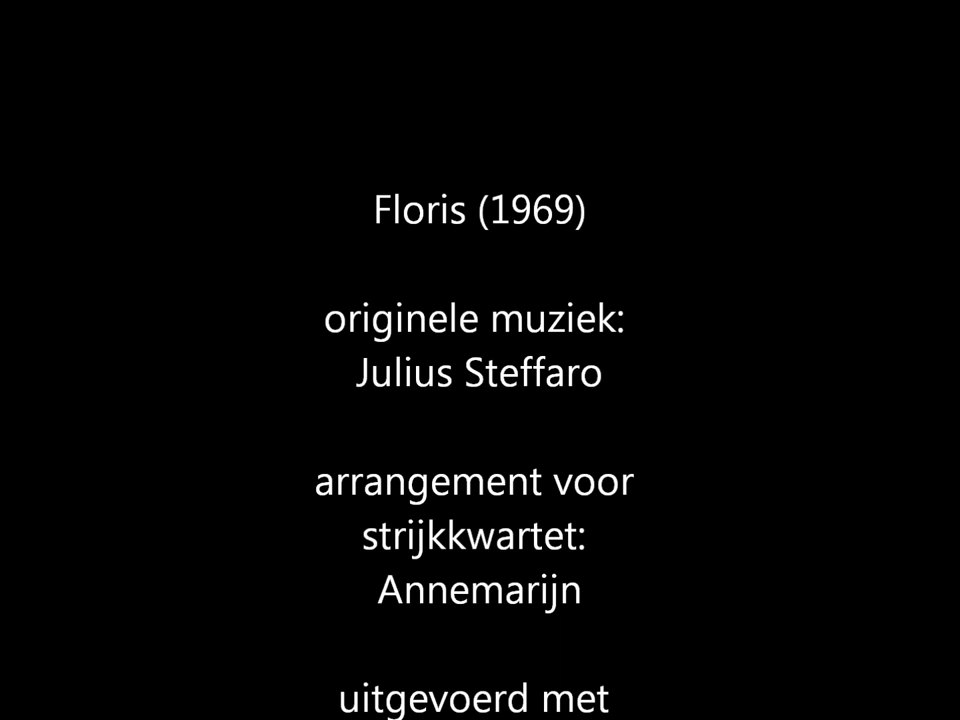 Floris (1969)
originele muziek:
Julius Steffaro
arrangement voor
strijkkwartet:
Annemarijn
uitgevoerd met